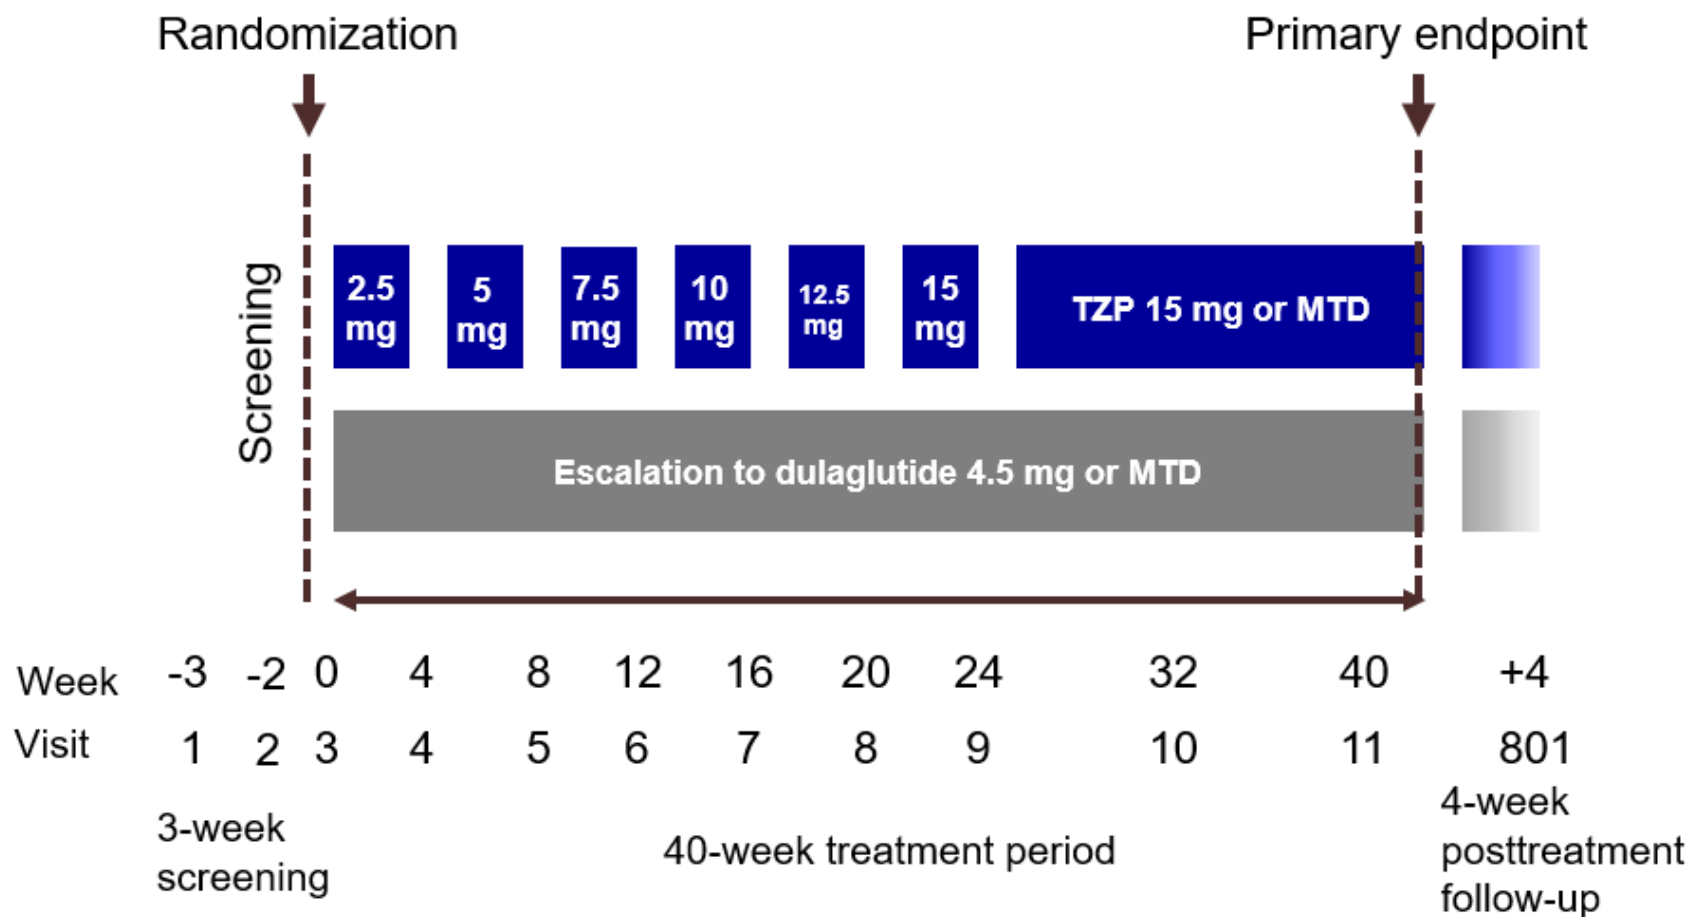 Randomization
Primary endpoint
Screening
2.5
mg
5
mg
7.5
mg
10
mg
12.5
mg
15
mg
TZP 15 mg or MTD
Escalation to dulaglutide 4.5 mg or MTD
Week -3 -2 0 4 8 12 16 20 24 32 40 +4
Visit 1 2 3 4 5 6 7 8 9 10 11 801
3-week
screening
40-week treatment period
4-week
posttreatment
follow-up